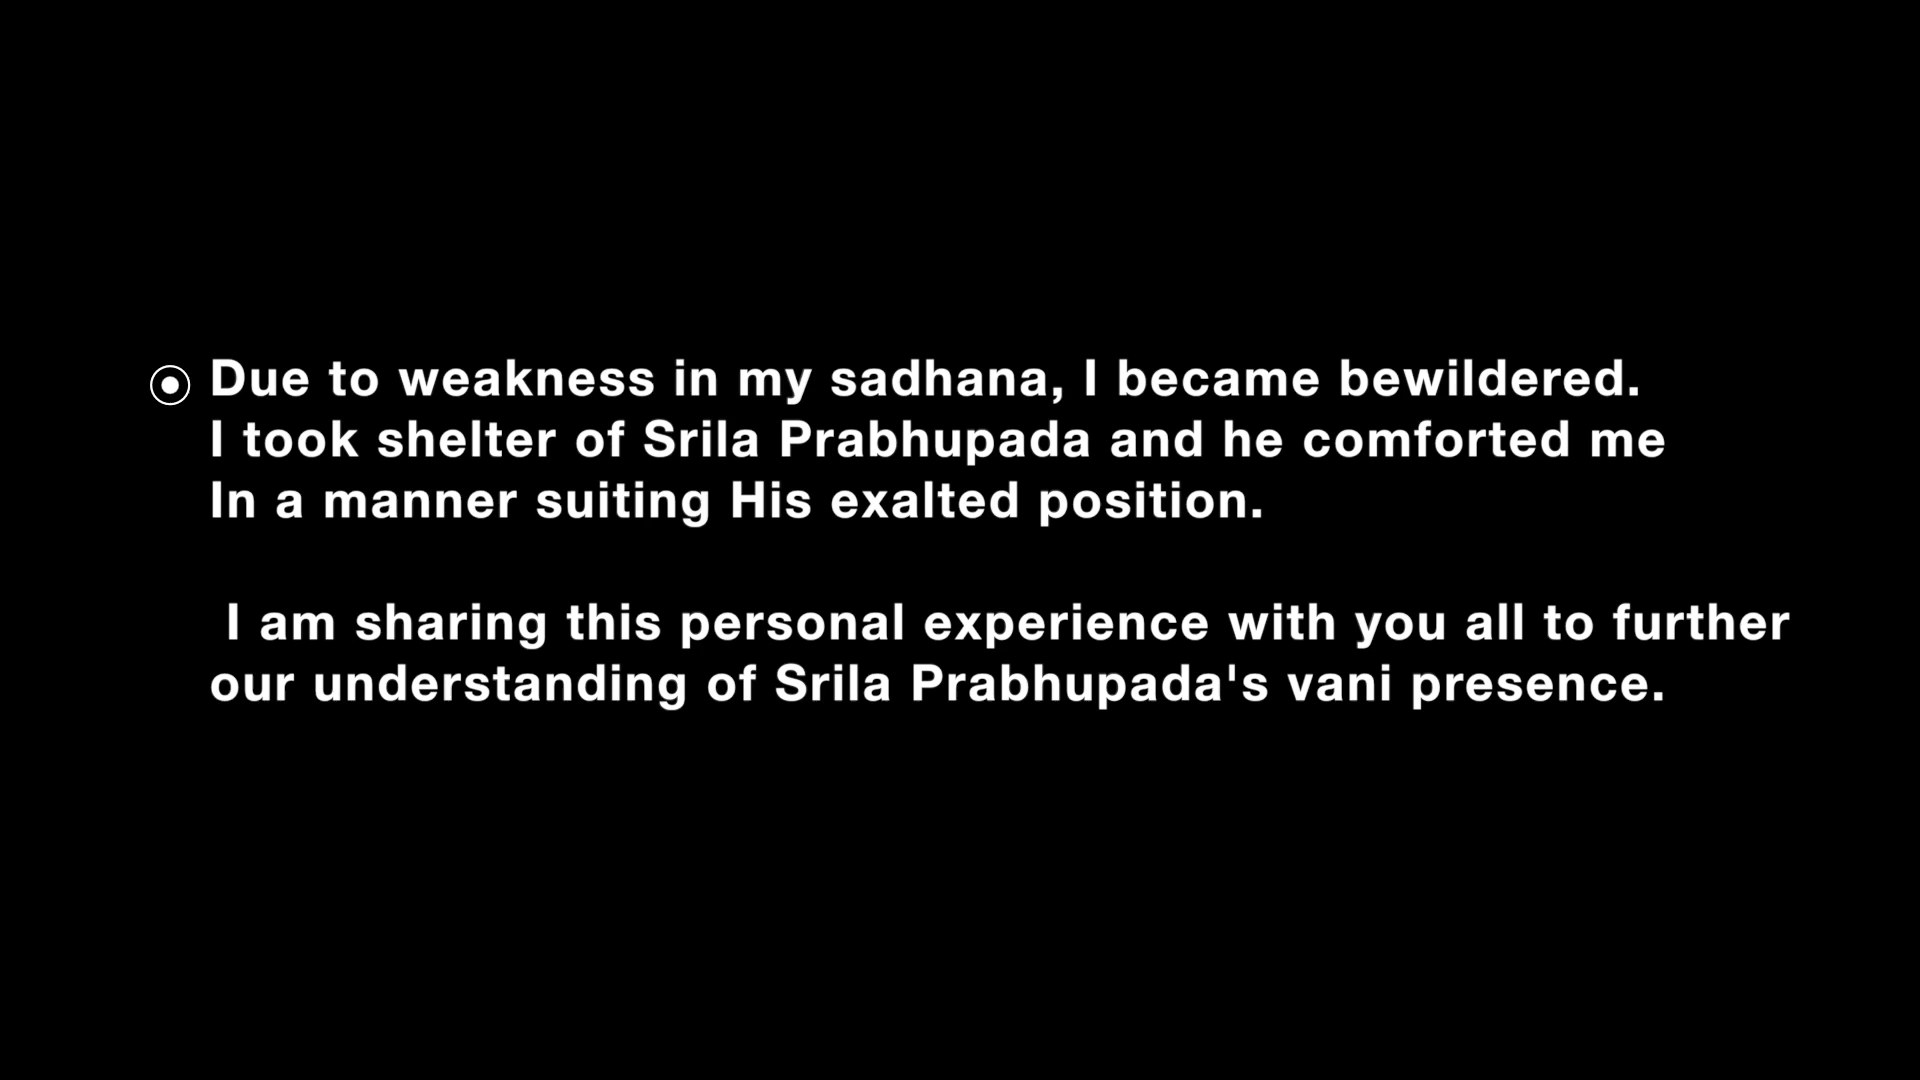 Due to weakness in my sadhana, I became bewildered.
I took shelter of Srila Prabhupada and he comforted me
In a manner suiting His exalted position.
I am sharing this personal experience with you all to further
our understanding of Srila Prabhupada's vani presence.